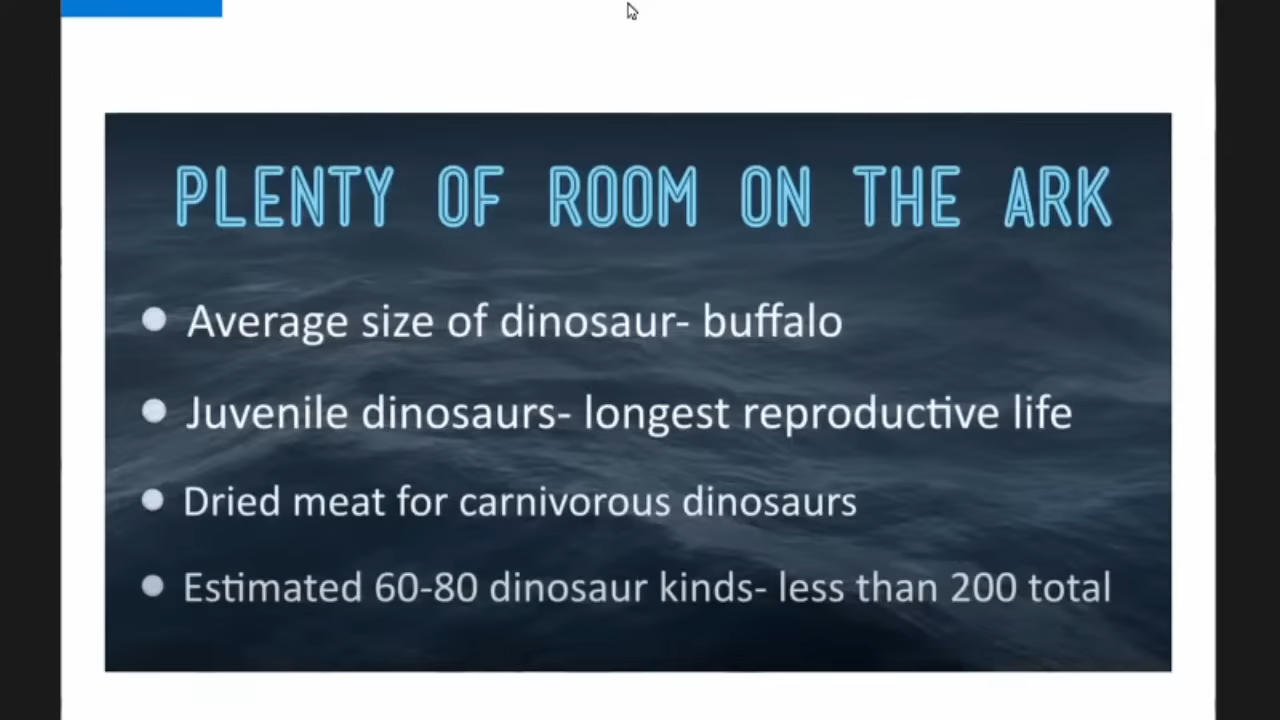 PLENTY OF ROOM ON THE ARK
Average size of dinosaur- buffalo
Juvenile dinosaurs- longest reproductive life
Dried meat for carnivorous dinosaurs
Estimated 60-80 dinosaur kinds- less than 200 total